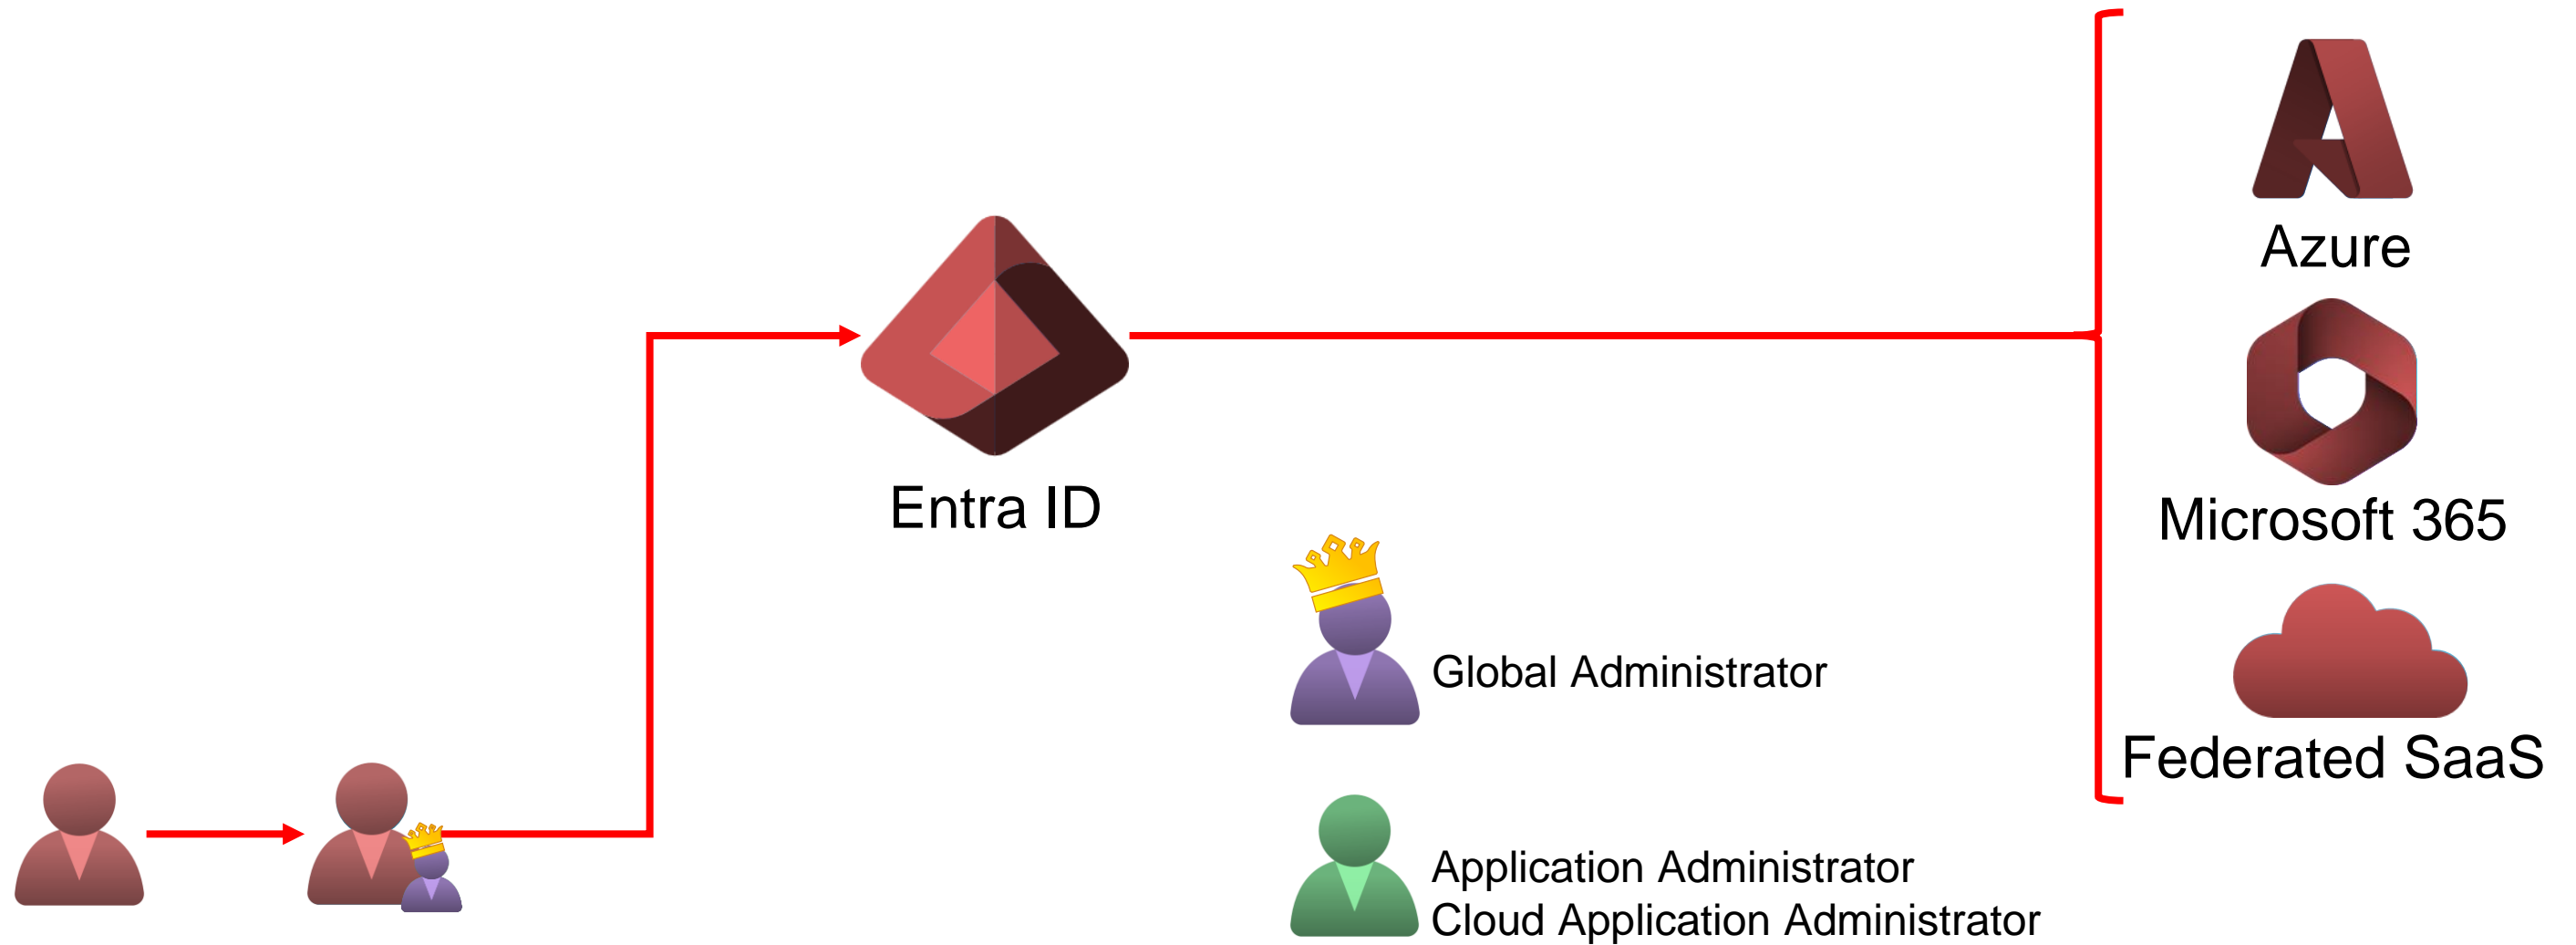 Azure
Entra ID
Microsoft 365
Global Administrator
Federated SaaS
Application Administrator
Cloud Application Administrator